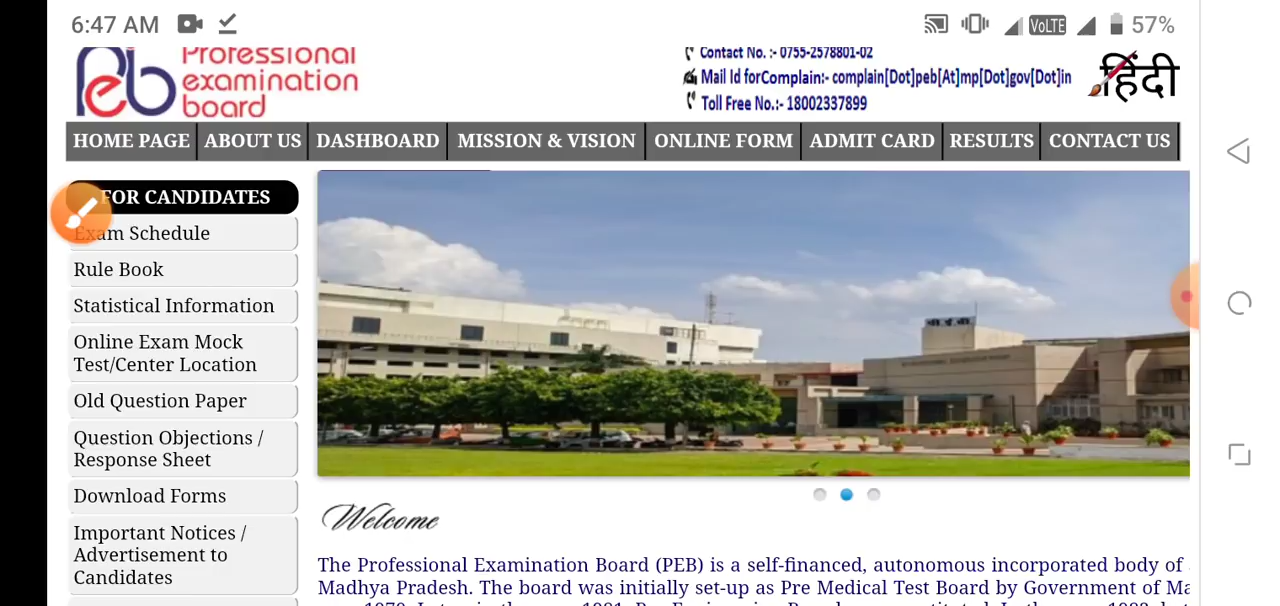 6:47 AM
VoLTE
57%
Peb
Professional
examination
board
Contact No. :- 0755-2578801-02
Mail Id forComplain:- complain[Dot]peb[At]mp[Dot]gov[Dot]in
Toll Free No.:- 18002337899
हिंदी
HOME PAGE
ABOUT US
DASHBOARD
MISSION & VISION
ONLINE FORM
ADMIT CARD
RESULTS
CONTACT US
FOR CANDIDATES
Exam Schedule
Rule Book
Statistical Information
Online Exam Mock
Test/Center Location
Old Question Paper
Question Objections /
Response Sheet
Download Forms
Important Notices /
Advertisement to
Candidates
Welcome
The Professional Examination Board (PEB) is a self-financed, autonomous incorporated body of
Madhya Pradesh. The board was initially set-up as Pre Medical Test Board by Government of Ma